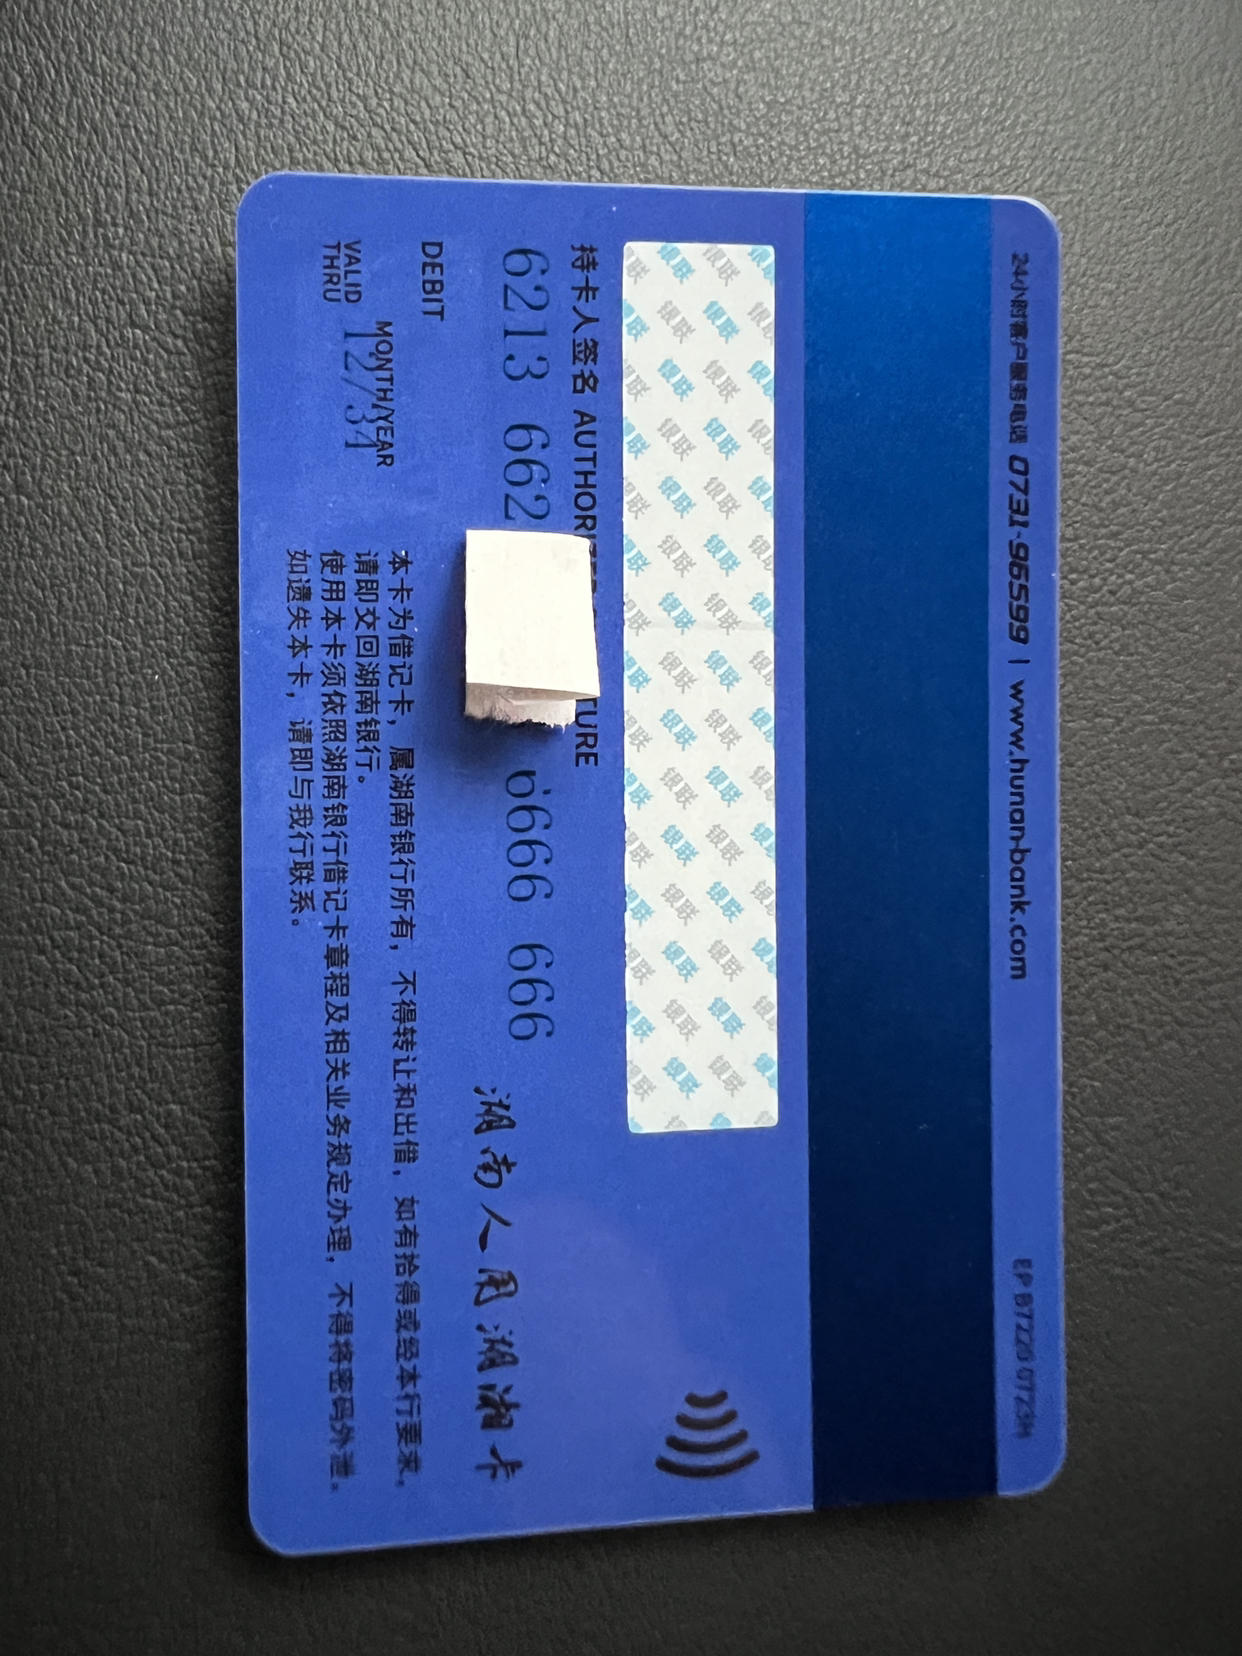 24小时客户服务电话 0731-96599 | www.hunan-bank.com
EP B7220
银联
持卡人签名 AUTHORI TURE
6213 662 6666 666
湖南人用湖湘卡
DEBIT
MONTH/YEAR
VALID THRU 12/34
本卡为借记卡，属湖南银行所有，不得转让和出借，如有拾得或经本行要求，
请即交回湖南银行。
使用本卡须依照湖南银行借记卡章程及相关业务规定办理，不得将密码外泄。
如遗失本卡，请即与我行联系。